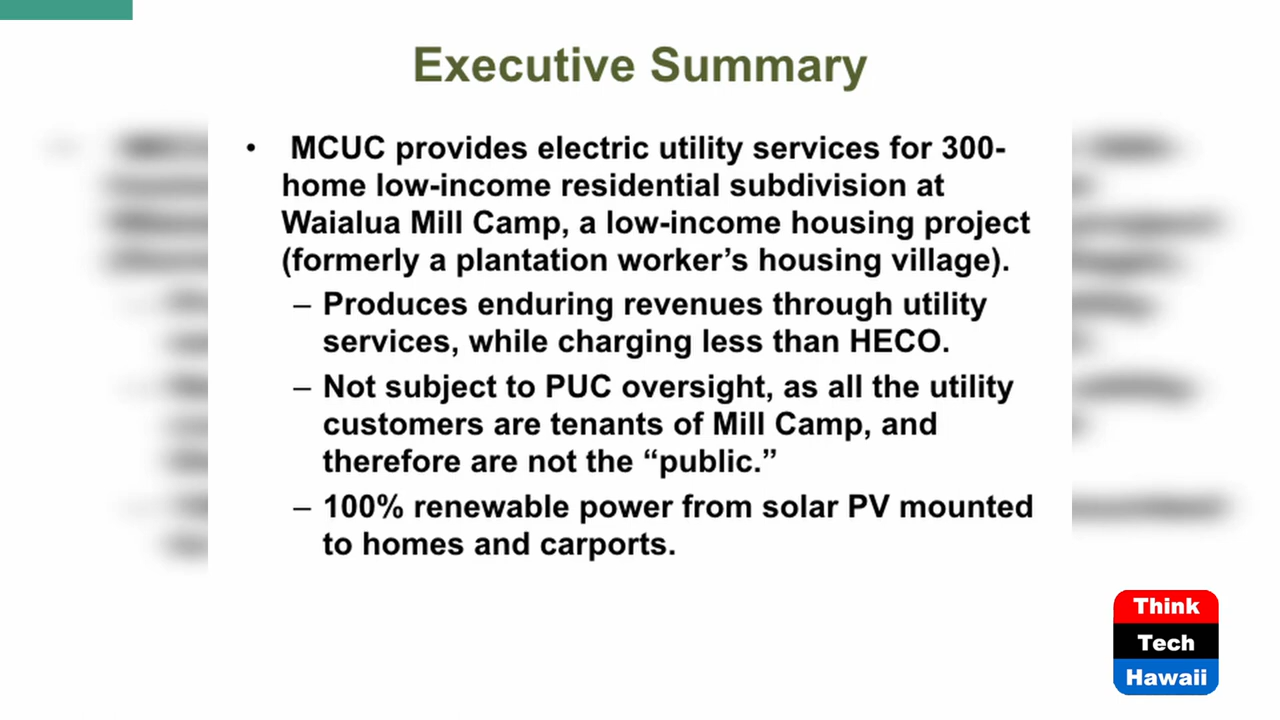 Executive Summary
• MCUC provides electric utility services for 300-
home low-income residential subdivision at
Waialua Mill Camp, a low-income housing project
(formerly a plantation worker’s housing village).
– Produces enduring revenues through utility
services, while charging less than HECO.
– Not subject to PUC oversight, as all the utility
customers are tenants of Mill Camp, and
therefore are not the “public.”
– 100% renewable power from solar PV mounted
to homes and carports.
Think
Tech
Hawaii